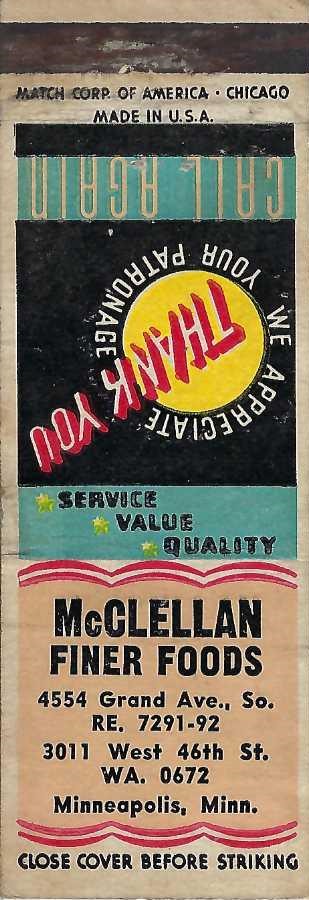 MATCH CORP. OF AMERICA · CHICAGO
MADE IN U.S.A.
CALL AGAIN
WE APPRECIATE YOUR PATRONAGE
THANK YOU
SERVICE
VALUE
QUALITY
McCLELLAN
FINER FOODS
4554 Grand Ave., So.
RE. 7291-92
3011 West 46th St.
WA. 0672
Minneapolis, Minn.
CLOSE COVER BEFORE STRIKING